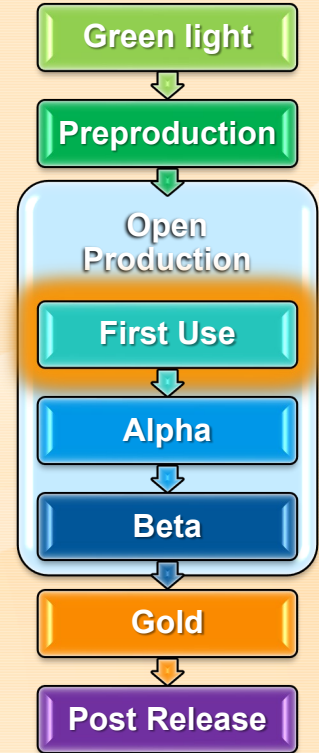 Green light
Preproduction
Open
Production
First Use
Alpha
Beta
Gold
Post Release